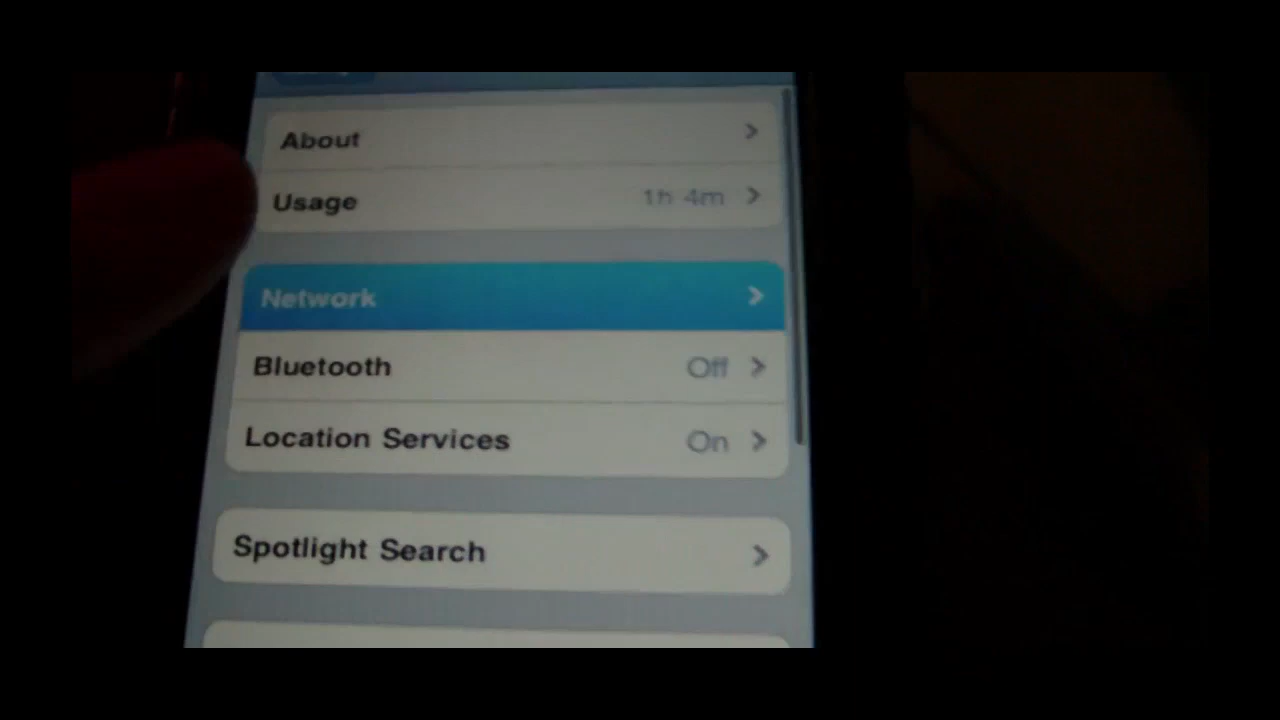 About
Usage 1h 4m
Network
Bluetooth Off
Location Services On
Spotlight Search